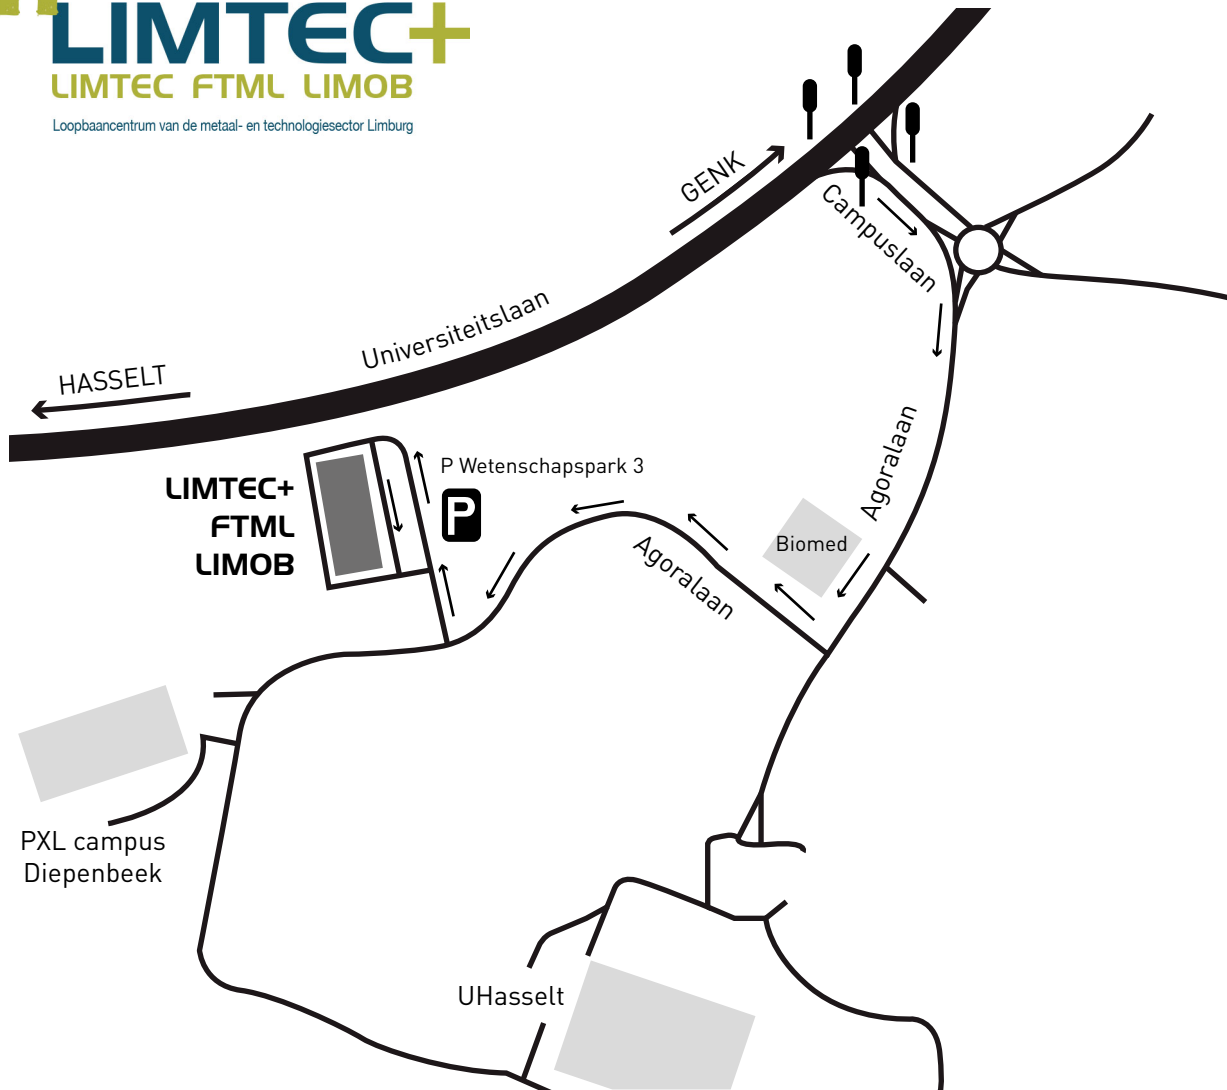 LIMTEC+
LIMTEC FTML LIMOB
Loopbaancentrum van de metaal- en technologiesector Limburg
GENK
Campuslaan
Universiteitslaan
HASSELT
Agoralaan
P Wetenschapspark 3
P
LIMTEC+
FTML
LIMOB
Biomed
Agoralaan
PXL campus
Diepenbeek
UHasselt